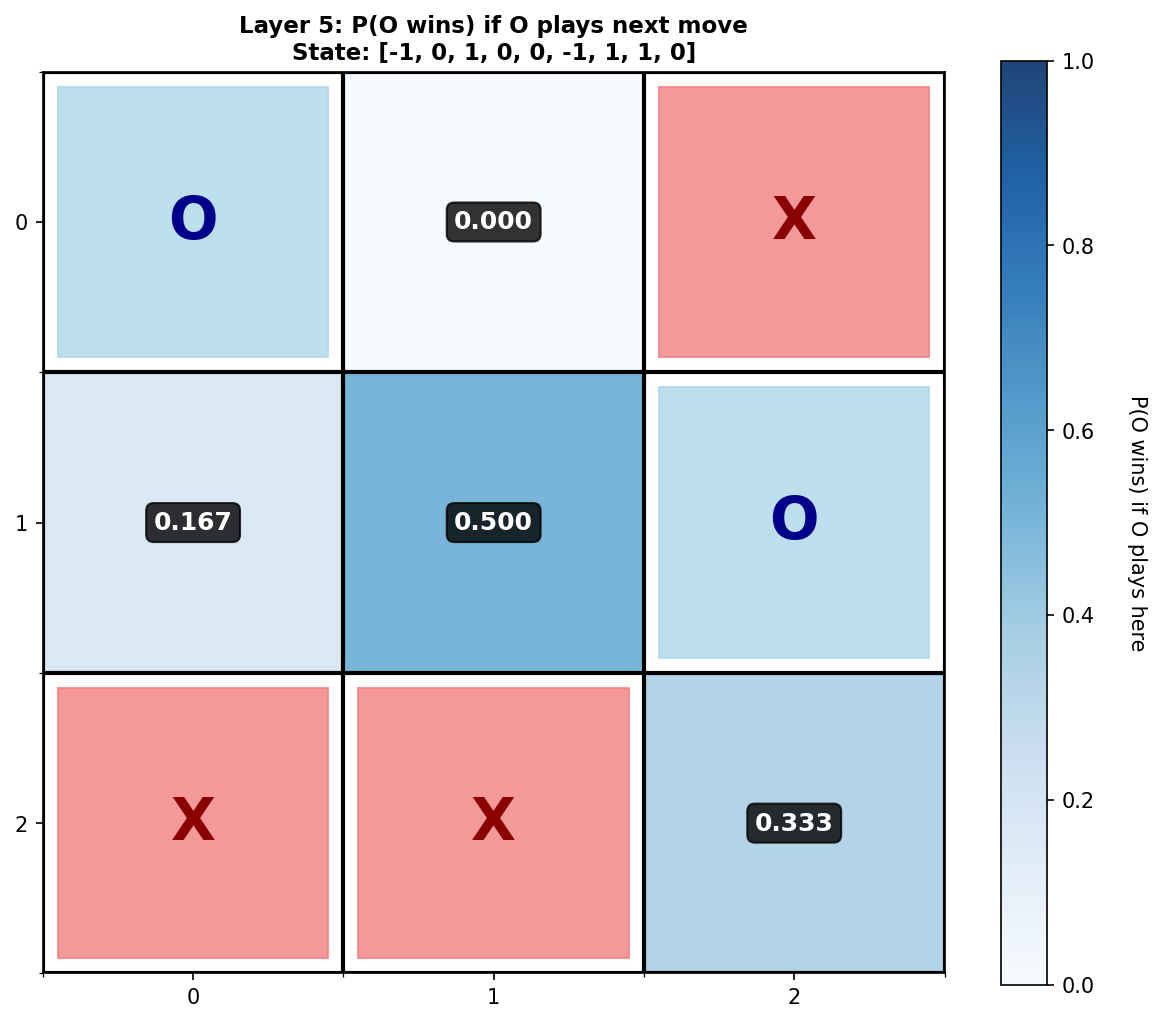 Layer 5: P(O wins) if O plays next move
State: [-1, 0, 1, 0, 0, -1, 1, 1, 0]
O
0.000
X
0.167
0.500
O
X
X
0.333
0
1
2
0
1
2
1.0
0.8
0.6
0.4
0.2
0.0
P(O wins) if O plays here